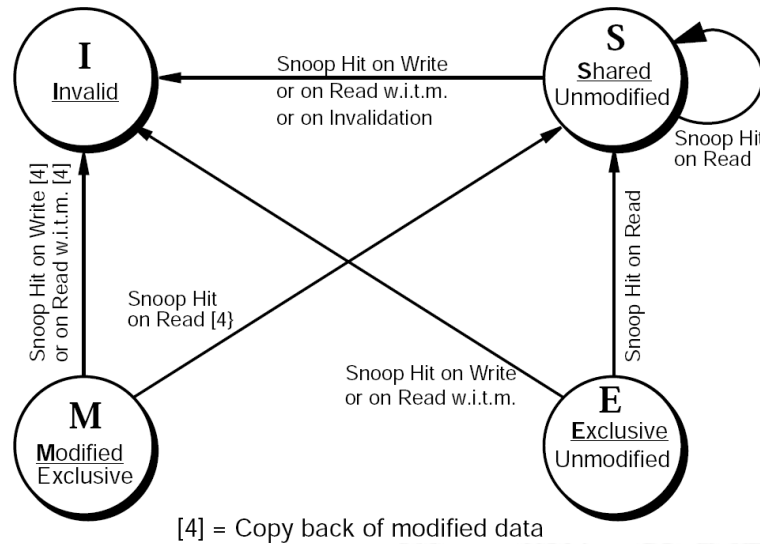 I
Invalid
S
Shared
Unmodified
Snoop Hit on Write
or on Read w.i.t.m.
or on Invalidation
Snoop Hit
on Read
Snoop Hit on Write [4]
or on Read w.i.t.m. [4]
Snoop Hit
on Read [4}
Snoop Hit on Read
Snoop Hit on Write
or on Read w.i.t.m.
M
Modified
Exclusive
E
Exclusive
Unmodified
[4] = Copy back of modified data